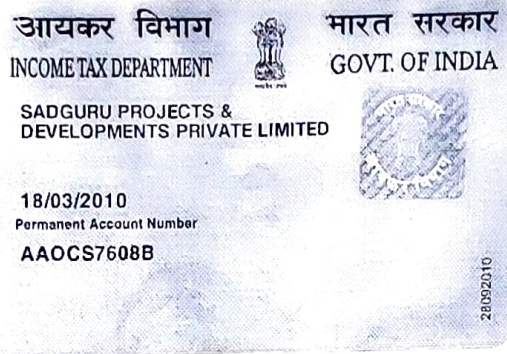 आयकर विभाग
भारत सरकार
INCOME TAX DEPARTMENT
GOVT. OF INDIA
SADGURU PROJECTS &
DEVELOPMENTS PRIVATE LIMITED
18/03/2010
Permanent Account Number
AAOCS7608B
28092010